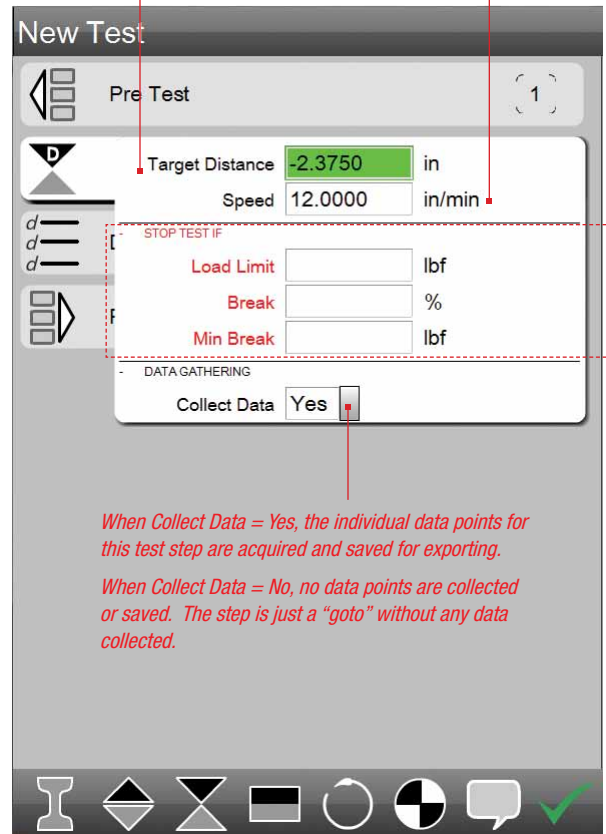 New Test
Pre Test
1
D
Target Distance -2.3750 in
Speed 12.0000 in/min
d
d
d
D
- STOP TEST IF
Load Limit lbf
Break %
Min Break lbf
- DATA GATHERING
Collect Data Yes
When Collect Data = Yes, the individual data points for
this test step are acquired and saved for exporting.
When Collect Data = No, no data points are collected
or saved. The step is just a “goto” without any data
collected.